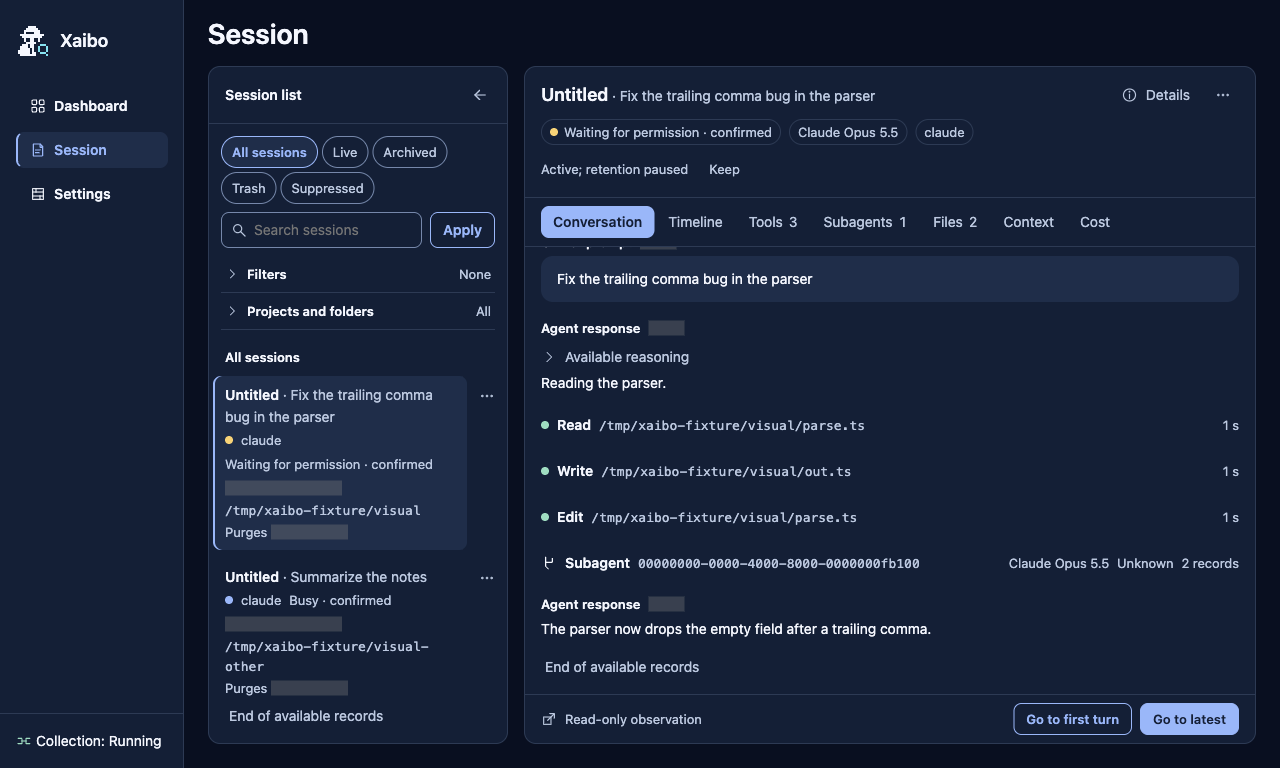 Xaibo
Dashboard
Session
Settings
Collection: Running
Session
Session list
All sessions
Live
Archived
Trash
Suppressed
Search sessions
Apply
Filters
None
Projects and folders
All
All sessions
Untitled · Fix the trailing comma
bug in the parser
claude
Waiting for permission · confirmed
/tmp/xaibo-fixture/visual
Purges
Untitled · Summarize the notes
claude Busy · confirmed
/tmp/xaibo-fixture/visual-
other
Purges
End of available records
Untitled · Fix the trailing comma bug in the parser
Details
Waiting for permission · confirmed
Claude Opus 5.5
claude
Active; retention paused
Keep
Conversation
Timeline
Tools 3
Subagents 1
Files 2
Context
Cost
Fix the trailing comma bug in the parser
Agent response
Available reasoning
Reading the parser.
Read /tmp/xaibo-fixture/visual/parse.ts 1 s
Write /tmp/xaibo-fixture/visual/out.ts 1 s
Edit /tmp/xaibo-fixture/visual/parse.ts 1 s
Subagent 00000000-0000-4000-8000-0000000fb100 Claude Opus 5.5 Unknown 2 records
Agent response
The parser now drops the empty field after a trailing comma.
End of available records
Read-only observation
Go to first turn
Go to latest